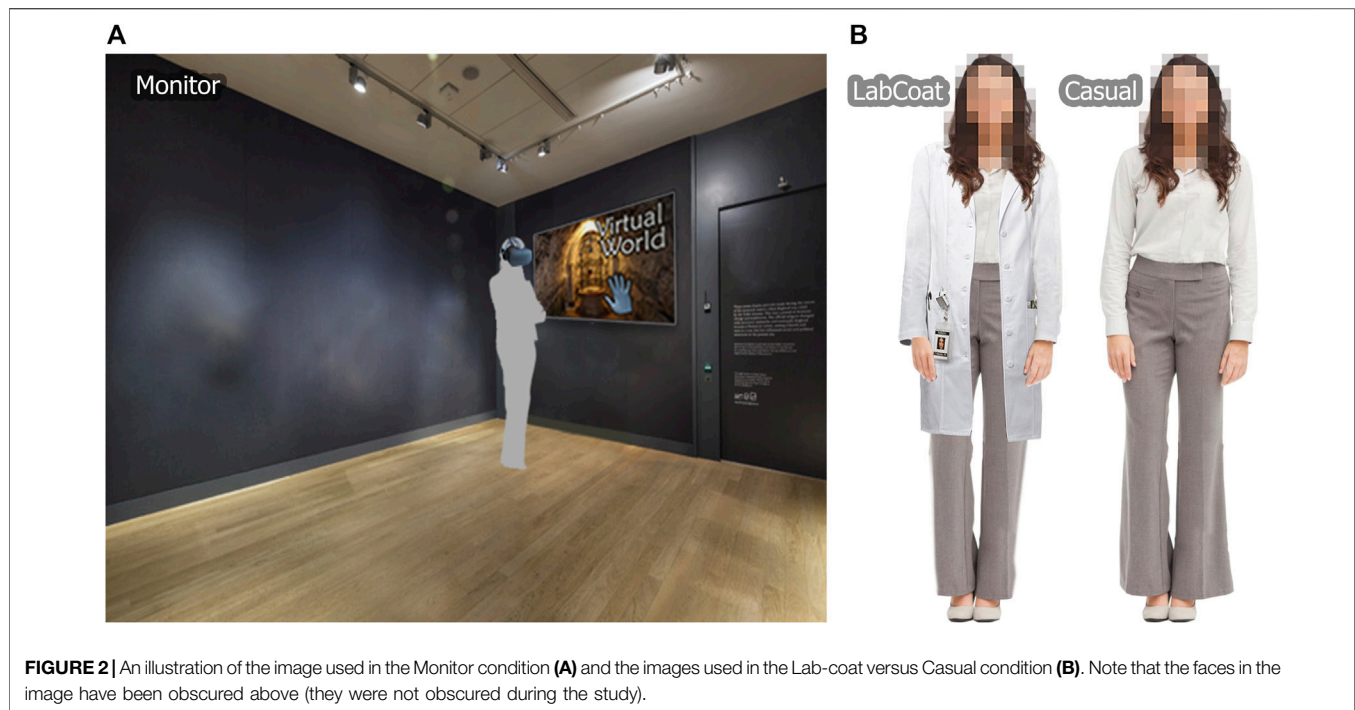 A
B
Monitor
LabCoat
Casual
Virtual
World
FIGURE 2 | An illustration of the image used in the Monitor condition (A) and the images used in the Lab-coat versus Casual condition (B). Note that the faces in the
image have been obscured above (they were not obscured during the study).